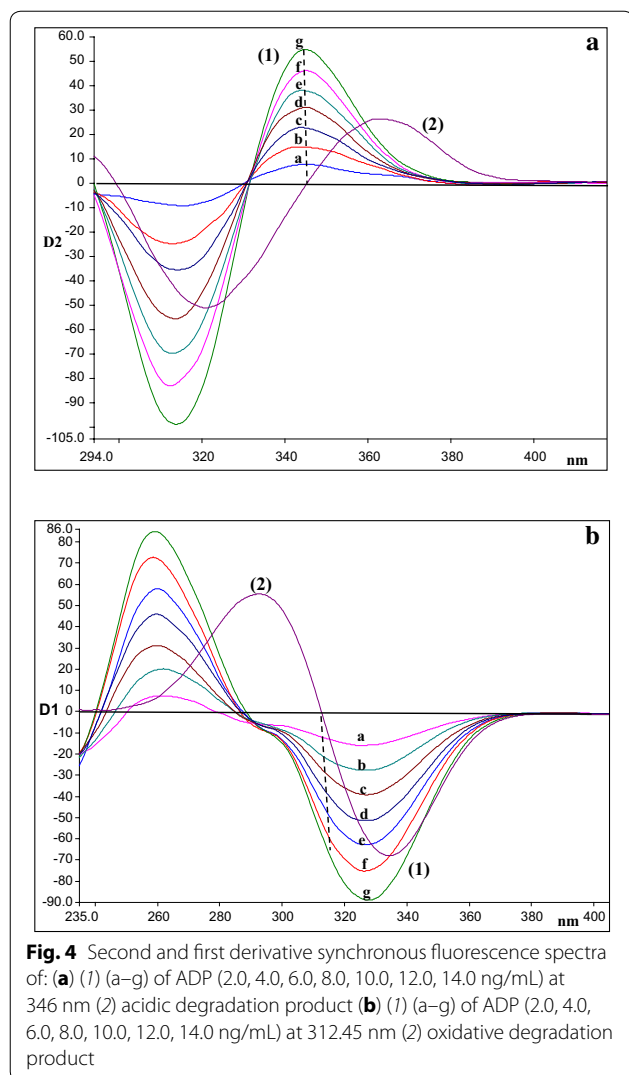 a
60.0
50
40
30
20
10
0
-10
D2
-20
-30
-40
-50
-60
-70
-80
-90
-105.0
(1)
g
f
e
d
c
b
a
(2)
294.0 320 340 360 380 400 nm
b
86.0
80
70
60
50
40
30
20
10
D1 0
-10
-20
-30
-40
-50
-60
-70
-80
-90.0
(2)
a
b
c
d
e
f
g
(1)
235.0 260 280 300 320 340 360 380 400
nm
Fig. 4 Second and first derivative synchronous fluorescence spectra
of: (a) (1) (a–g) of ADP (2.0, 4.0, 6.0, 8.0, 10.0, 12.0, 14.0 ng/mL) at
346 nm (2) acidic degradation product (b) (1) (a–g) of ADP (2.0, 4.0,
6.0, 8.0, 10.0, 12.0, 14.0 ng/mL) at 312.45 nm (2) oxidative degradation
product